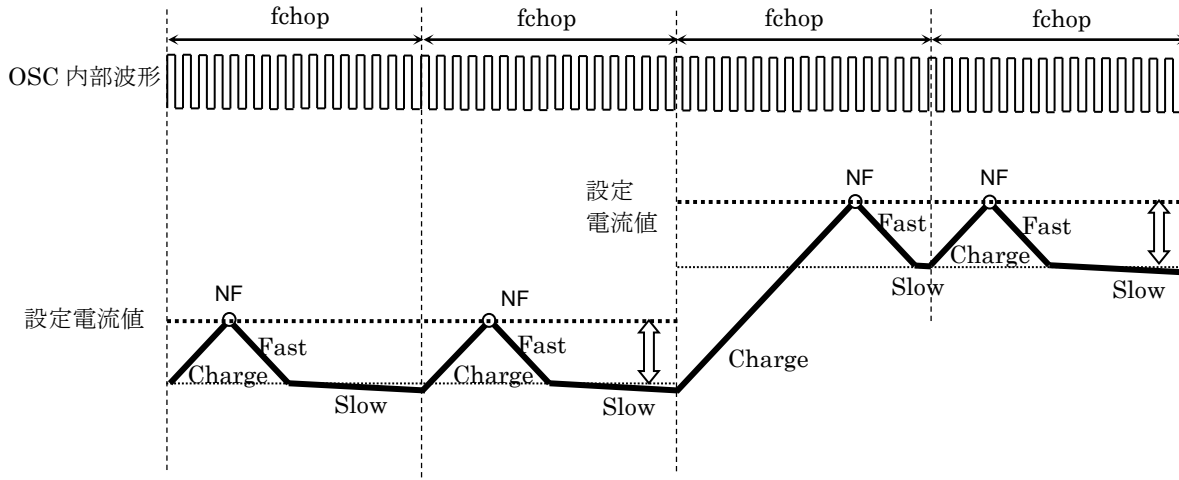 fchop fchop fchop fchop
OSC 内部波形
設定
電流値
NF NF
Fast Fast
Charge
Slow Slow
設定電流値
NF NF
Fast Fast
Charge Charge
Charge
Slow Slow